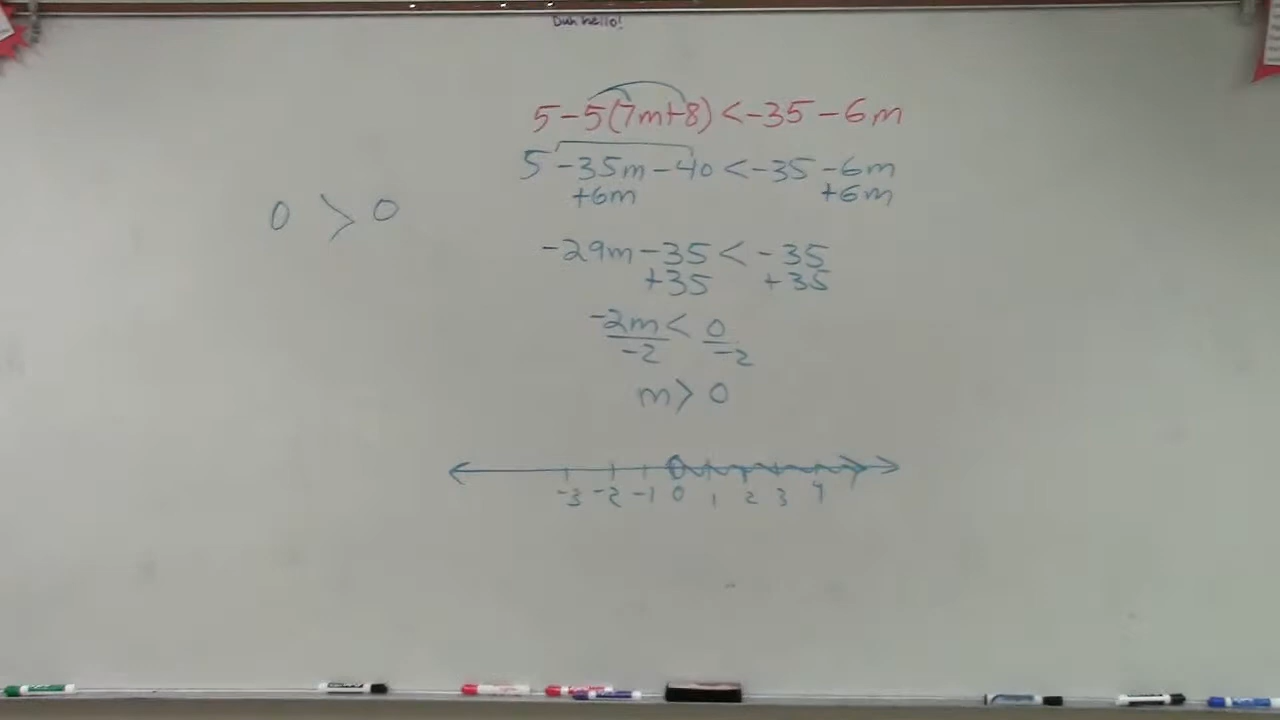 Duh hello!
5-5(7m+8)<-35-6m
5-35m-40<-35-6m
+6m +6m
0 > 0
-29m-35<-35
+35 +35
-2m< 0
-2 -2
m> 0
-3 -2 -1 0 1 2 3 4